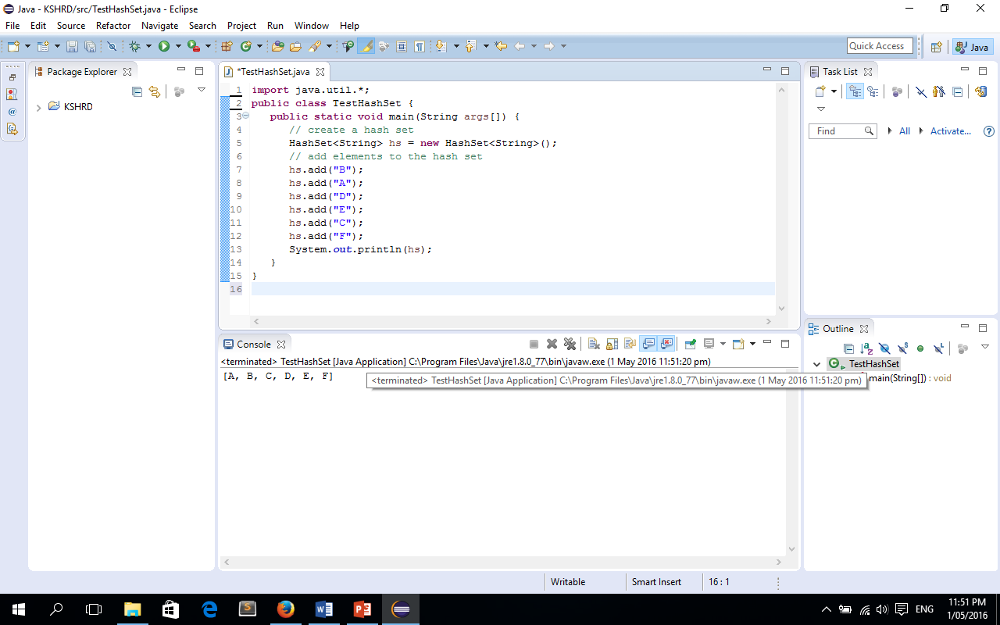 Java - KSHRD/src/TestHashSet.java - Eclipse
File Edit Source Refactor Navigate Search Project Run Window Help
Quick Access
Java
Package Explorer
KSHRD
*TestHashSet.java
1 import java.util.*;
2 public class TestHashSet {
3 public static void main(String args[]) {
4 // create a hash set
5 HashSet<String> hs = new HashSet<String>();
6 // add elements to the hash set
7 hs.add("B");
8 hs.add("A");
9 hs.add("D");
10 hs.add("E");
11 hs.add("C");
12 hs.add("F");
13 System.out.println(hs);
14 }
15 }
16
Task List
Find All Activate...
Outline
TestHashSet
main(String[]) : void
Console
<terminated> TestHashSet [Java Application] C:\Program Files\Java\jre1.8.0_77\bin\javaw.exe (1 May 2016 11:51:20 pm)
[A, B, C, D, E, F]
<terminated> TestHashSet [Java Application] C:\Program Files\Java\jre1.8.0_77\bin\javaw.exe (1 May 2016 11:51:20 pm)
Writable Smart Insert 16 : 1
ENG
11:51 PM
1/05/2016